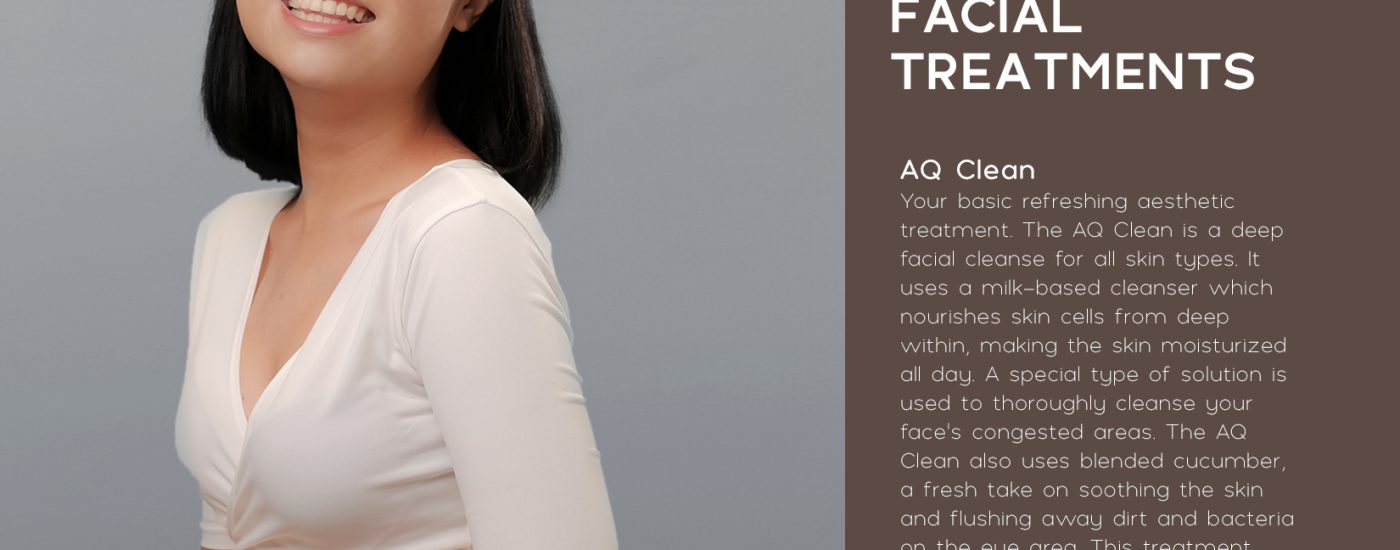 FACIAL
TREATMENTS
AQ Clean
Your basic refreshing aesthetic
treatment. The AQ Clean is a deep
facial cleanse for all skin types. It
uses a milk-based cleanser which
nourishes skin cells from deep
within, making the skin moisturized
all day. A special type of solution is
used to thoroughly cleanse your
face's congested areas. The AQ
Clean also uses blended cucumber,
a fresh take on soothing the skin
and flushing away dirt and bacteria
on the eye area. This treatment